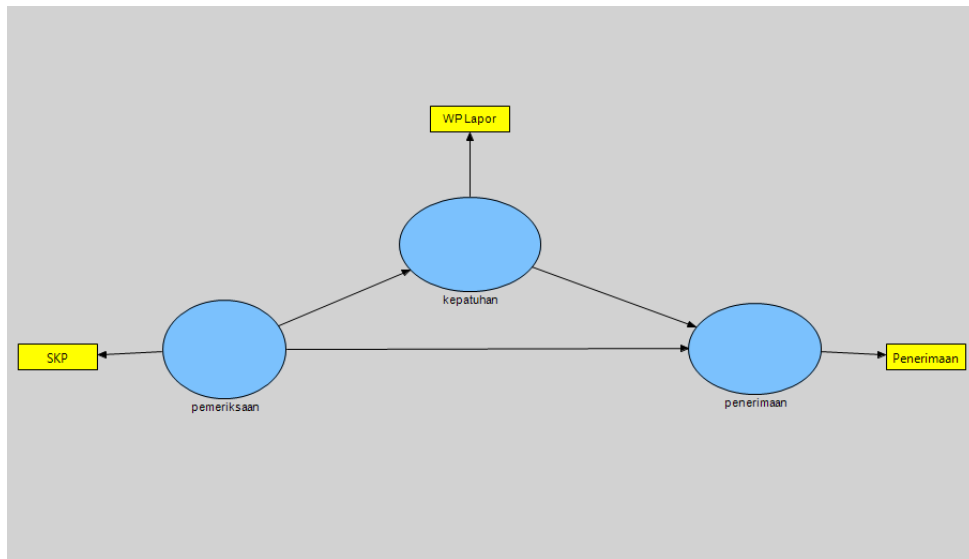 WP Lapor
kepatuhan
SKP
pemeriksaan
penerimaan
Penerimaan